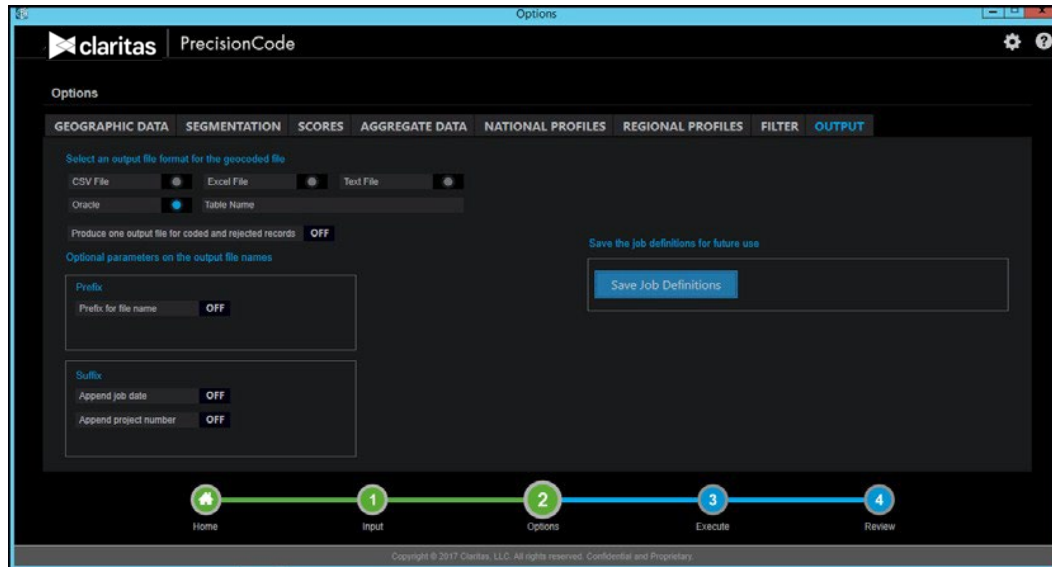 Options
claritas PrecisionCode
Options
GEOGRAPHIC DATA SEGMENTATION SCORES AGGREGATE DATA NATIONAL PROFILES REGIONAL PROFILES FILTER OUTPUT
Select an output file format for the geocoded file
CSV File Excel File Text File
Oracle Table Name
Produce one output file for coded and rejected records OFF
Optional parameters on the output file names
Prefix
Prefix for file name OFF
Suffix
Append job date OFF
Append project number OFF
Save the job definitions for future use
Save Job Definitions
1 2 3 4
Home Input Options Execute Review
Copyright © 2017 Claritas, LLC. All rights reserved. Confidential and Proprietary.